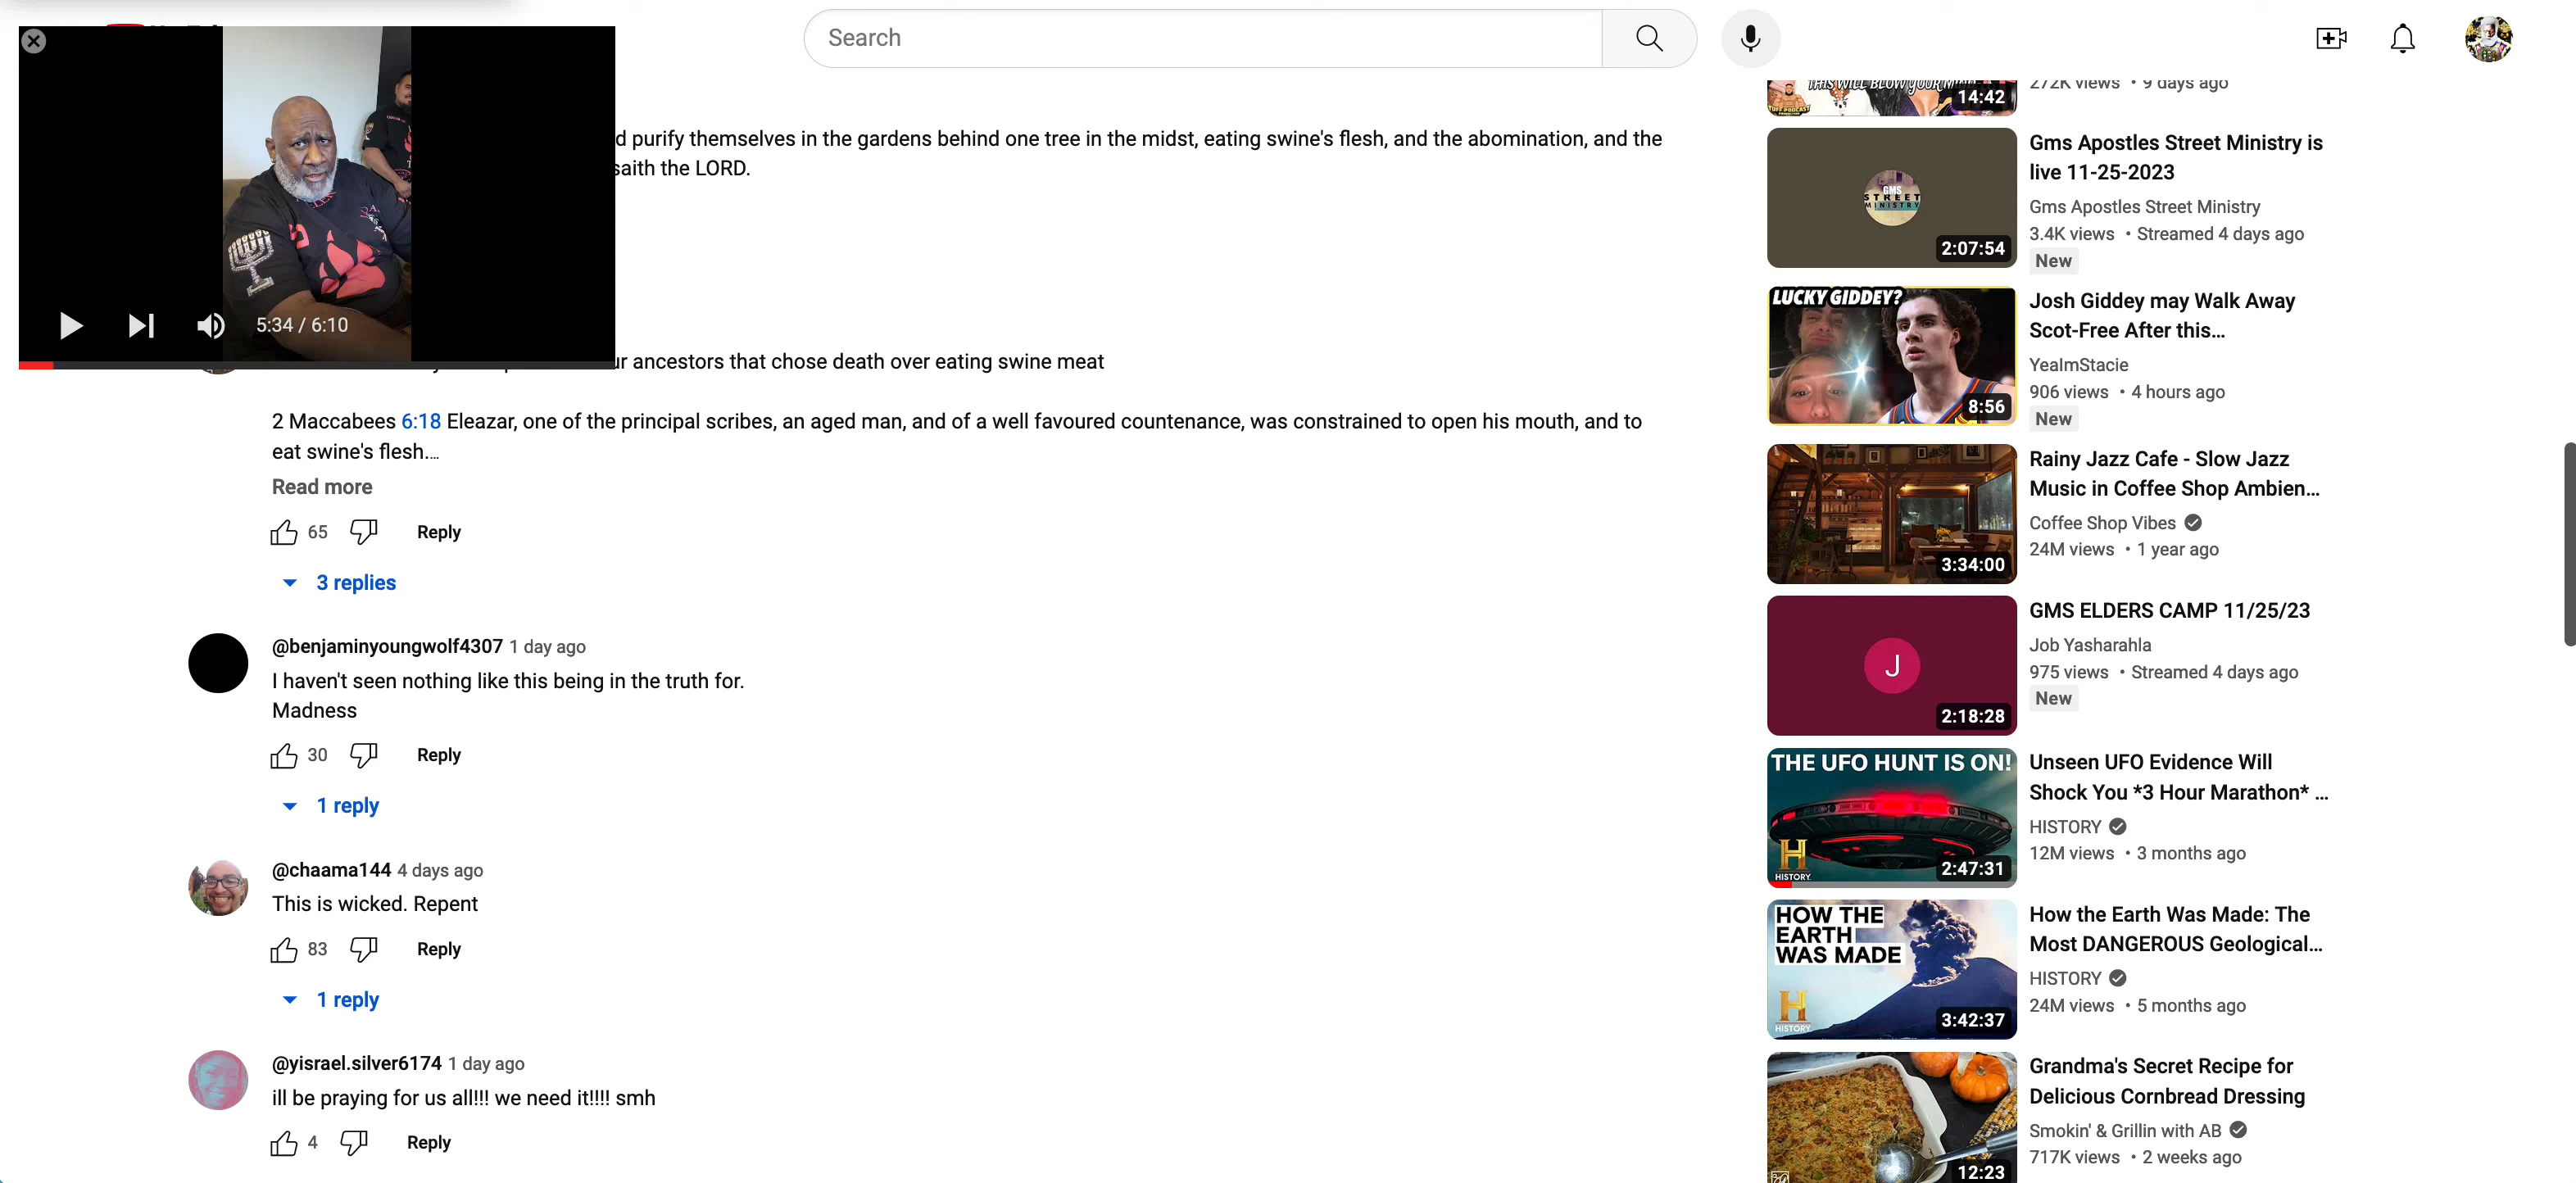 Search
5:34 / 6:10
d purify themselves in the gardens behind one tree in the midst, eating swine's flesh, and the abomination, and the
saith the LORD.
ur ancestors that chose death over eating swine meat
2 Maccabees 6:18 Eleazar, one of the principal scribes, an aged man, and of a well favoured countenance, was constrained to open his mouth, and to
eat swine's flesh....
Read more
65
Reply
3 replies
@benjaminyoungwolf4307 1 day ago
I haven't seen nothing like this being in the truth for.
Madness
30
Reply
1 reply
@chaama144 4 days ago
This is wicked. Repent
83
Reply
1 reply
@yisrael.silver6174 1 day ago
ill be praying for us all!!! we need it!!!! smh
4
Reply
THIS WILL BLOW YOUR MIND
14:42
272K views • 9 days ago
GMS
STREET
MINISTRY
2:07:54
Gms Apostles Street Ministry is
live 11-25-2023
Gms Apostles Street Ministry
3.4K views • Streamed 4 days ago
New
LUCKY GIDDEY?
8:56
Josh Giddey may Walk Away
Scot-Free After this...
YeaImStacie
906 views • 4 hours ago
New
3:34:00
Rainy Jazz Cafe - Slow Jazz
Music in Coffee Shop Ambien...
Coffee Shop Vibes
24M views • 1 year ago
J
2:18:28
GMS ELDERS CAMP 11/25/23
Job Yasharahla
975 views • Streamed 4 days ago
New
THE UFO HUNT IS ON!
H
HISTORY
2:47:31
Unseen UFO Evidence Will
Shock You *3 Hour Marathon* ...
HISTORY
12M views • 3 months ago
HOW THE
EARTH
WAS MADE
H
HISTORY
3:42:37
How the Earth Was Made: The
Most DANGEROUS Geological...
HISTORY
24M views • 5 months ago
12:23
Grandma's Secret Recipe for
Delicious Cornbread Dressing
Smokin' & Grillin with AB
717K views • 2 weeks ago